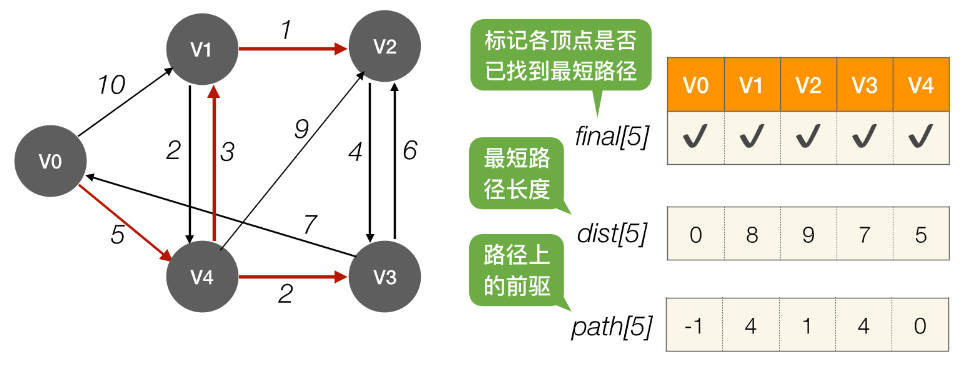 V0
V1
V2
V3
V4
10
5
1
2
3
9
4
6
7
2
标记各顶点是否
已找到最短路径
final[5]
V0 V1 V2 V3 V4
✓ ✓ ✓ ✓ ✓
最短路
径长度
dist[5]
0 8 9 7 5
路径上
的前驱
path[5]
-1 4 1 4 0